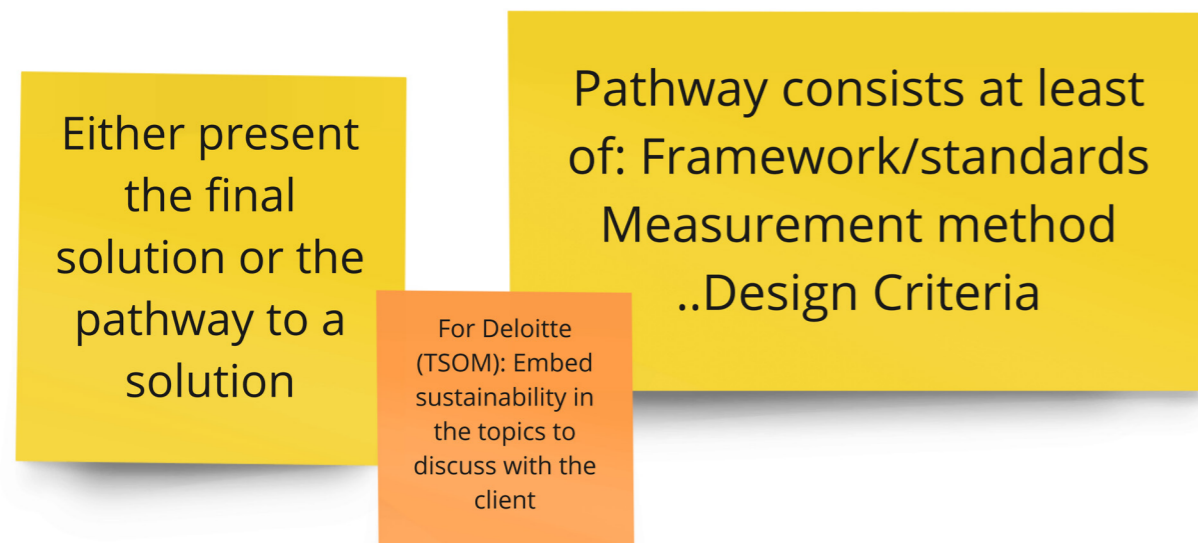 Either present
the final
solution or the
pathway to a
solution
For Deloitte
(TSOM): Embed
sustainability in
the topics to
discuss with the
client
Pathway consists at least
of: Framework/standards
Measurement method
..Design Criteria